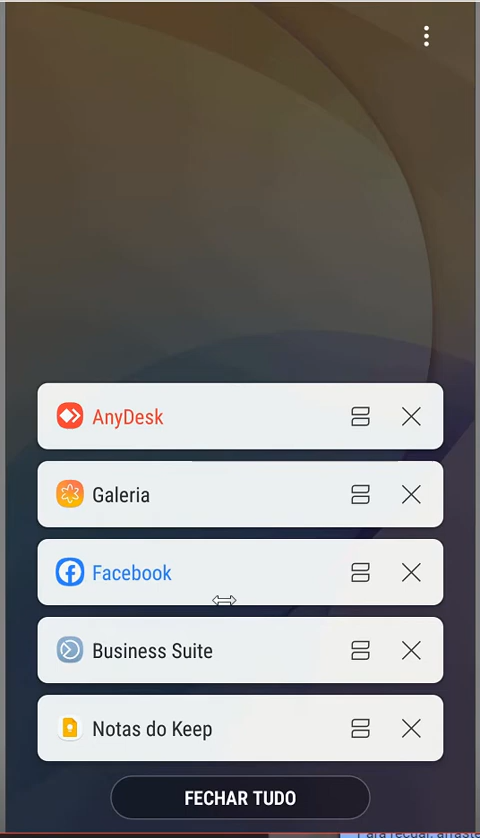 AnyDesk
Galeria
Facebook
Business Suite
Notas do Keep
FECHAR TUDO